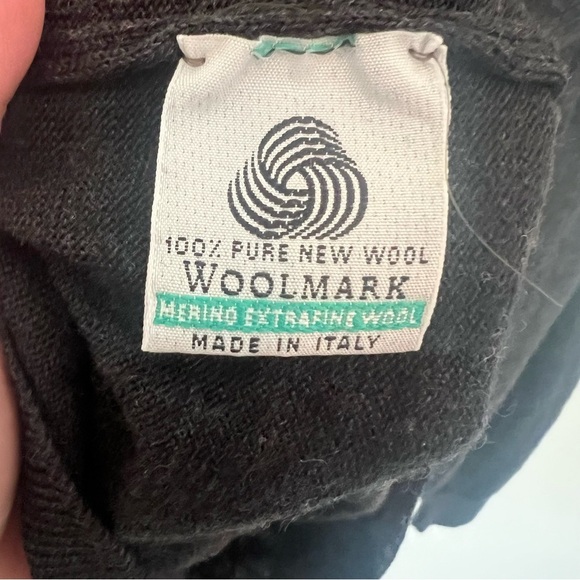 100% PURE NEW WOOL
WOOLMARK
MERINO EXTRAFINE WOOL
MADE IN ITALY